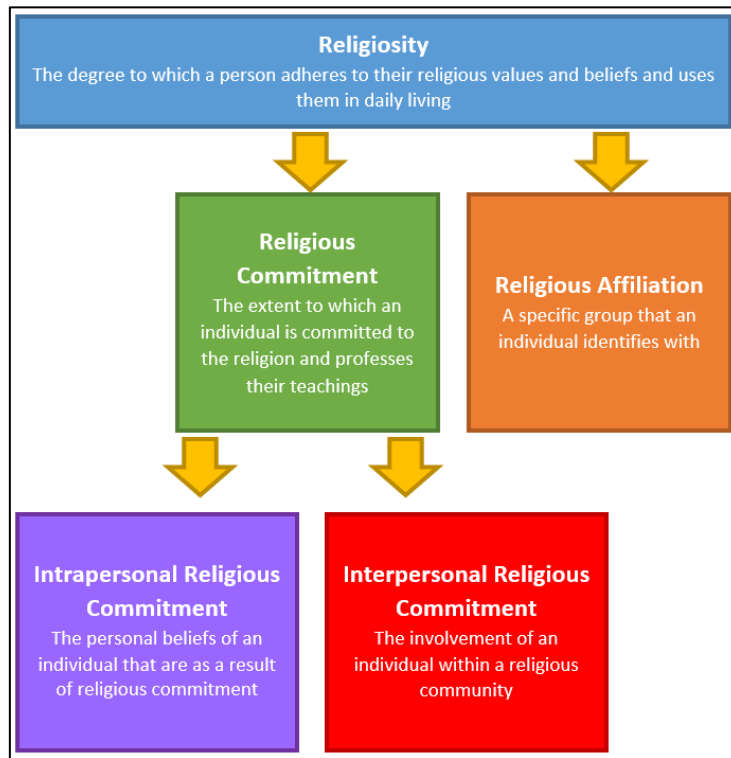 Religiosity
The degree to which a person adheres to their religious values and beliefs and uses
them in daily living
Religious
Commitment
The extent to which an
individual is committed to
the religion and professes
their teachings
Religious Affiliation
A specific group that an
individual identifies with
Intrapersonal Religious
Commitment
The personal beliefs of an
individual that are as a result
of religious commitment
Interpersonal Religious
Commitment
The involvement of an
individual within a religious
community